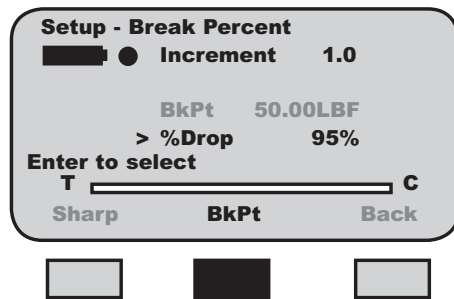 Setup - Break Percent
Increment 1.0
BkPt 50.00LBF
> %Drop 95%
Enter to select
T C
Sharp BkPt Back